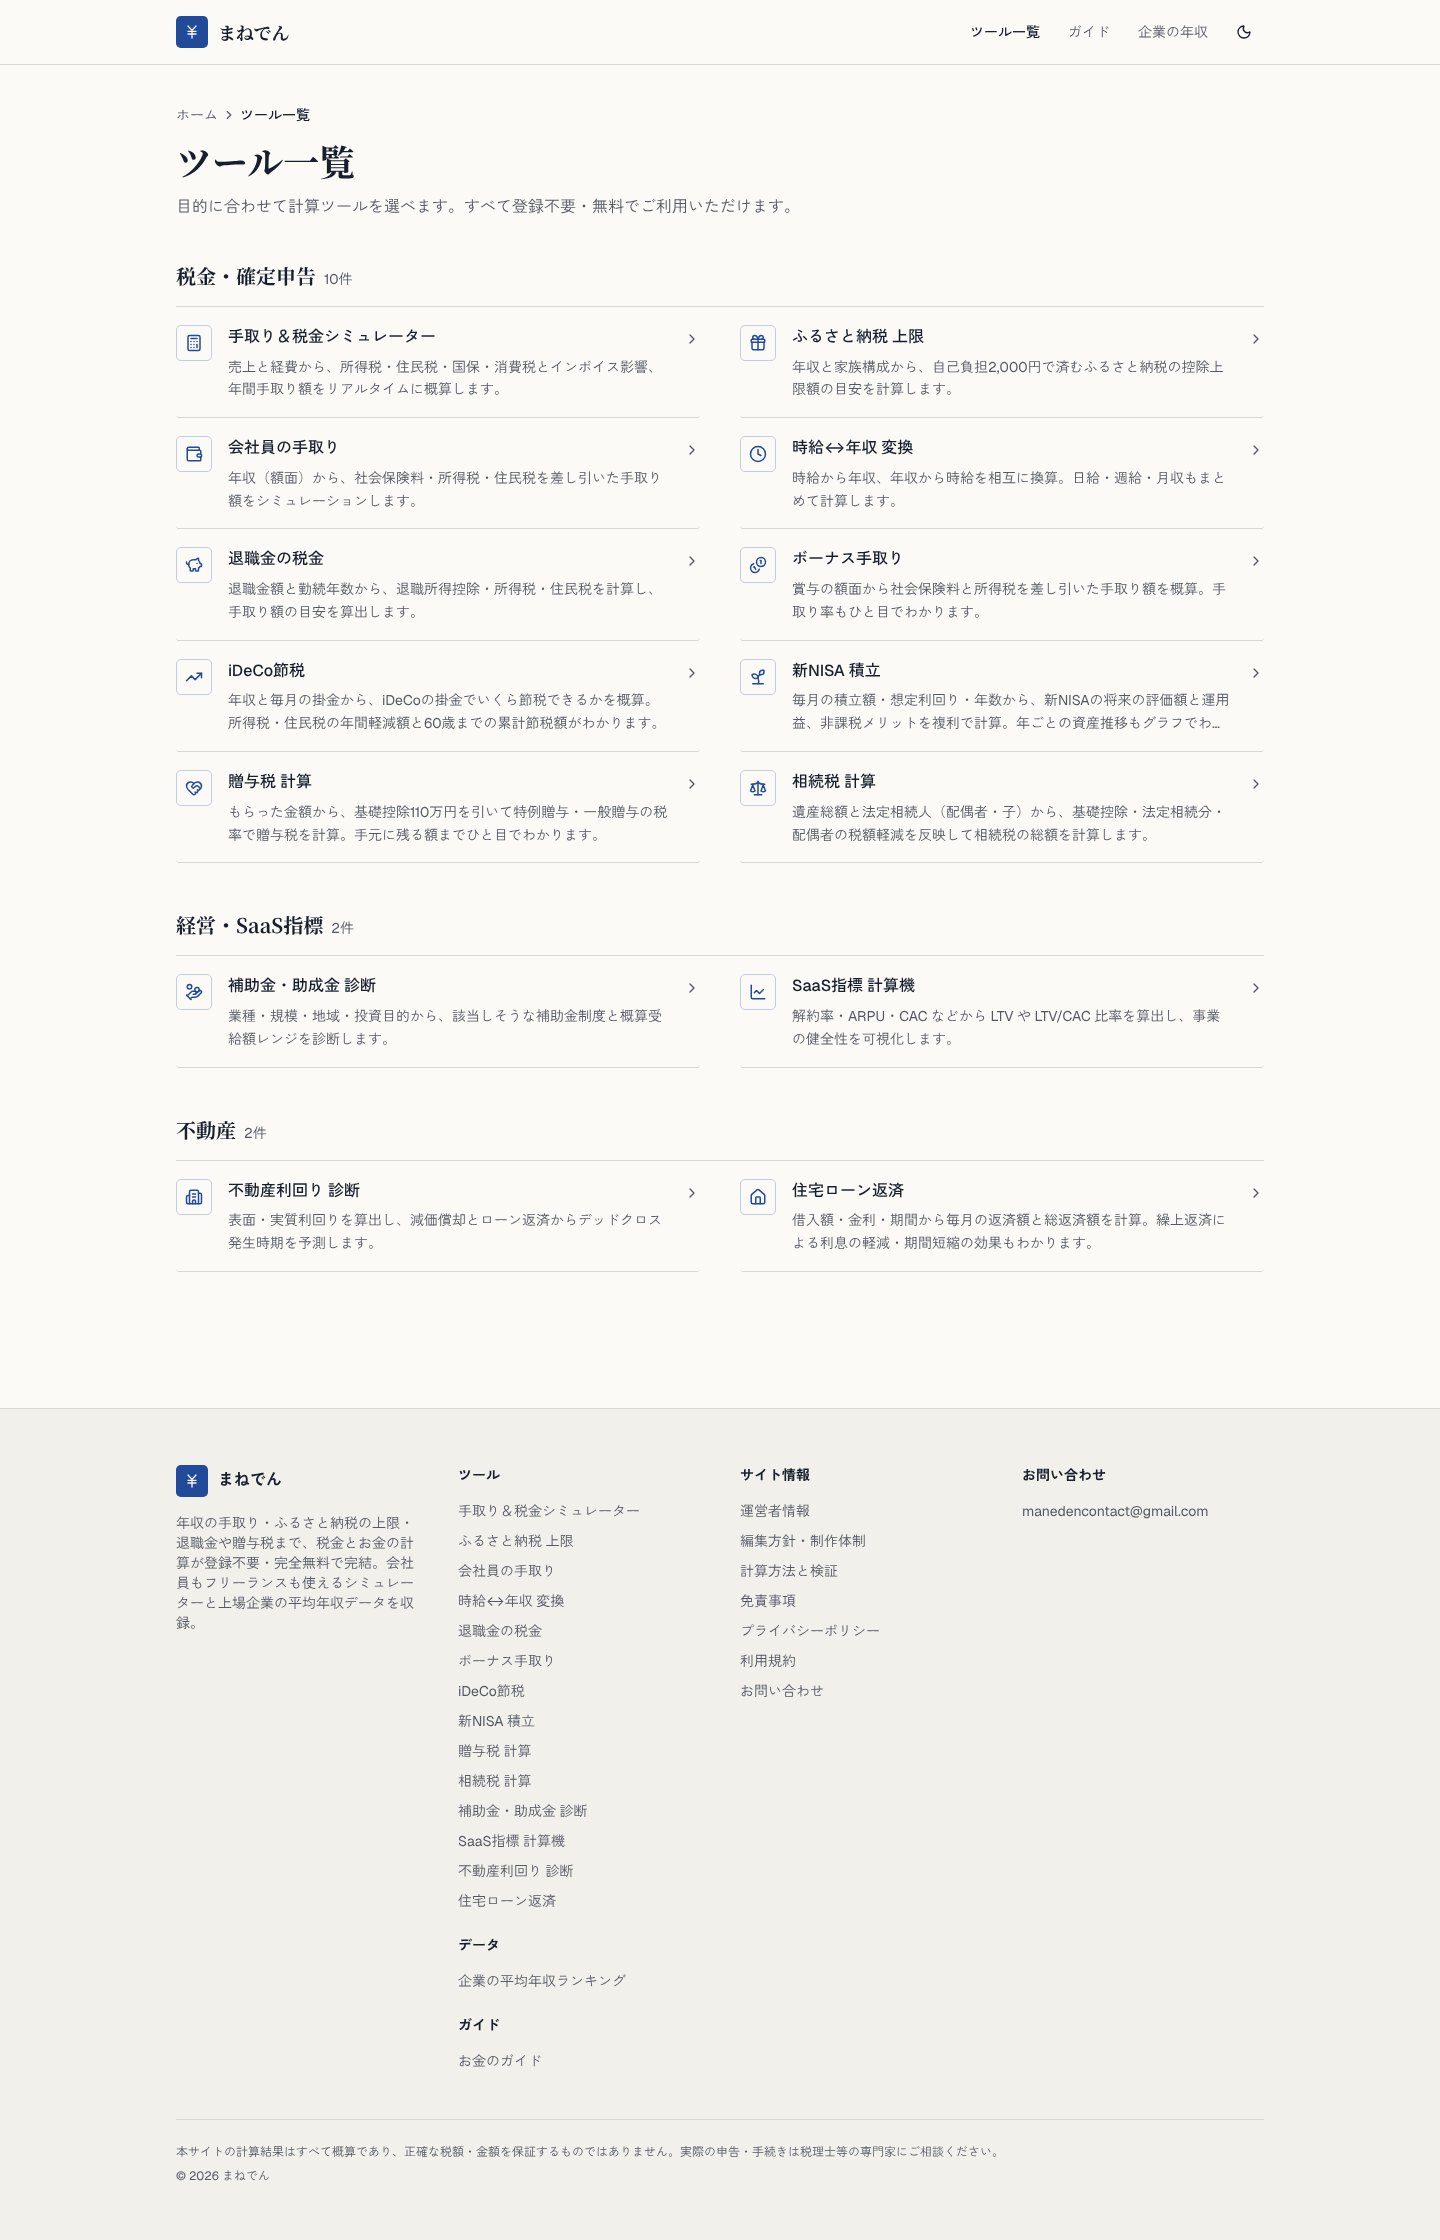 まねでん
ツール一覧
ガイド
企業の年収
ホーム
ツール一覧
ツール一覧
目的に合わせて計算ツールを選べます。すべて登録不要・無料でご利用いただけます。
税金・確定申告 10件
手取り＆税金シミュレーター
売上と経費から、所得税・住民税・国保・消費税とインボイス影響、
年間手取り額をリアルタイムに概算します。
ふるさと納税 上限
年収と家族構成から、自己負担2,000円で済むふるさと納税の控除上
限額の目安を計算します。
会社員の手取り
年収（額面）から、社会保険料・所得税・住民税を差し引いた手取り
額をシミュレーションします。
時給↔年収 変換
時給から年収、年収から時給を相互に換算。日給・週給・月収もまと
めて計算します。
退職金の税金
退職金額と勤続年数から、退職所得控除・所得税・住民税を計算し、
手取り額の目安を算出します。
ボーナス手取り
賞与の額面から社会保険料と所得税を差し引いた手取り額を概算。手
取り率もひと目でわかります。
iDeCo節税
年収と毎月の掛金から、iDeCoの掛金でいくら節税できるかを概算。
所得税・住民税の年間軽減額と60歳までの累計節税額がわかります。
新NISA 積立
毎月の積立額・想定利回り・年数から、新NISAの将来の評価額と運用
益、非課税メリットを複利で計算。年ごとの資産推移もグラフでわ…
贈与税 計算
もらった金額から、基礎控除110万円を引いて特例贈与・一般贈与の税
率で贈与税を計算。手元に残る額までひと目でわかります。
相続税 計算
遺産総額と法定相続人（配偶者・子）から、基礎控除・法定相続分・
配偶者の税額軽減を反映して相続税の総額を計算します。
経営・SaaS指標 2件
補助金・助成金 診断
業種・規模・地域・投資目的から、該当しそうな補助金制度と概算受
給額レンジを診断します。
SaaS指標 計算機
解約率・ARPU・CAC などから LTV や LTV/CAC 比率を算出し、事業
の健全性を可視化します。
不動産 2件
不動産利回り 診断
表面・実質利回りを算出し、減価償却とローン返済からデッドクロス
発生時期を予測します。
住宅ローン返済
借入額・金利・期間から毎月の返済額と総返済額を計算。繰上返済に
よる利息の軽減・期間短縮の効果もわかります。
まねでん
年収の手取り・ふるさと納税の上限・
退職金や贈与税まで、税金とお金の計
算が登録不要・完全無料で完結。会社
員もフリーランスも使えるシミュレー
ターと上場企業の平均年収データを収
録。
ツール
手取り＆税金シミュレーター
ふるさと納税 上限
会社員の手取り
時給↔年収 変換
退職金の税金
ボーナス手取り
iDeCo節税
新NISA 積立
贈与税 計算
相続税 計算
補助金・助成金 診断
SaaS指標 計算機
不動産利回り 診断
住宅ローン返済
データ
企業の平均年収ランキング
ガイド
お金のガイド
サイト情報
運営者情報
編集方針・制作体制
計算方法と検証
免責事項
プライバシーポリシー
利用規約
お問い合わせ
お問い合わせ
manedencontact@gmail.com
本サイトの計算結果はすべて概算であり、正確な税額・金額を保証するものではありません。実際の申告・手続きは税理士等の専門家にご相談ください。
© 2026 まねでん